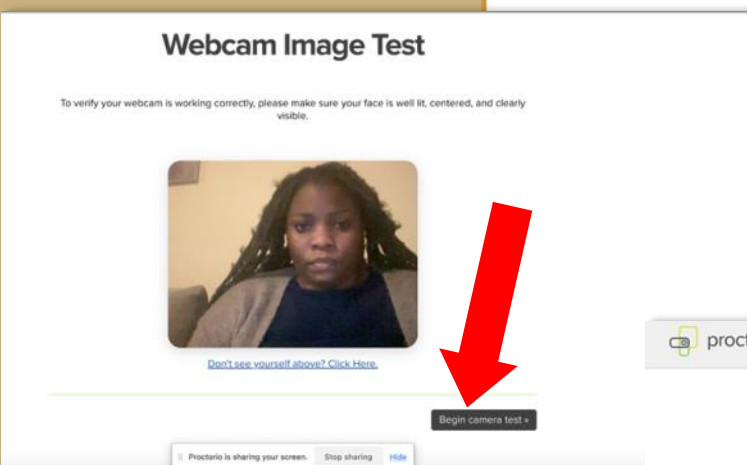 Webcam Image Test
To verify your webcam is working correctly, please make sure your face is well lit, centered, and clearly
visible.
Don't see yourself above? Click Here.
Begin camera test »
Proctorio is sharing your screen. Stop sharing Hide
proct